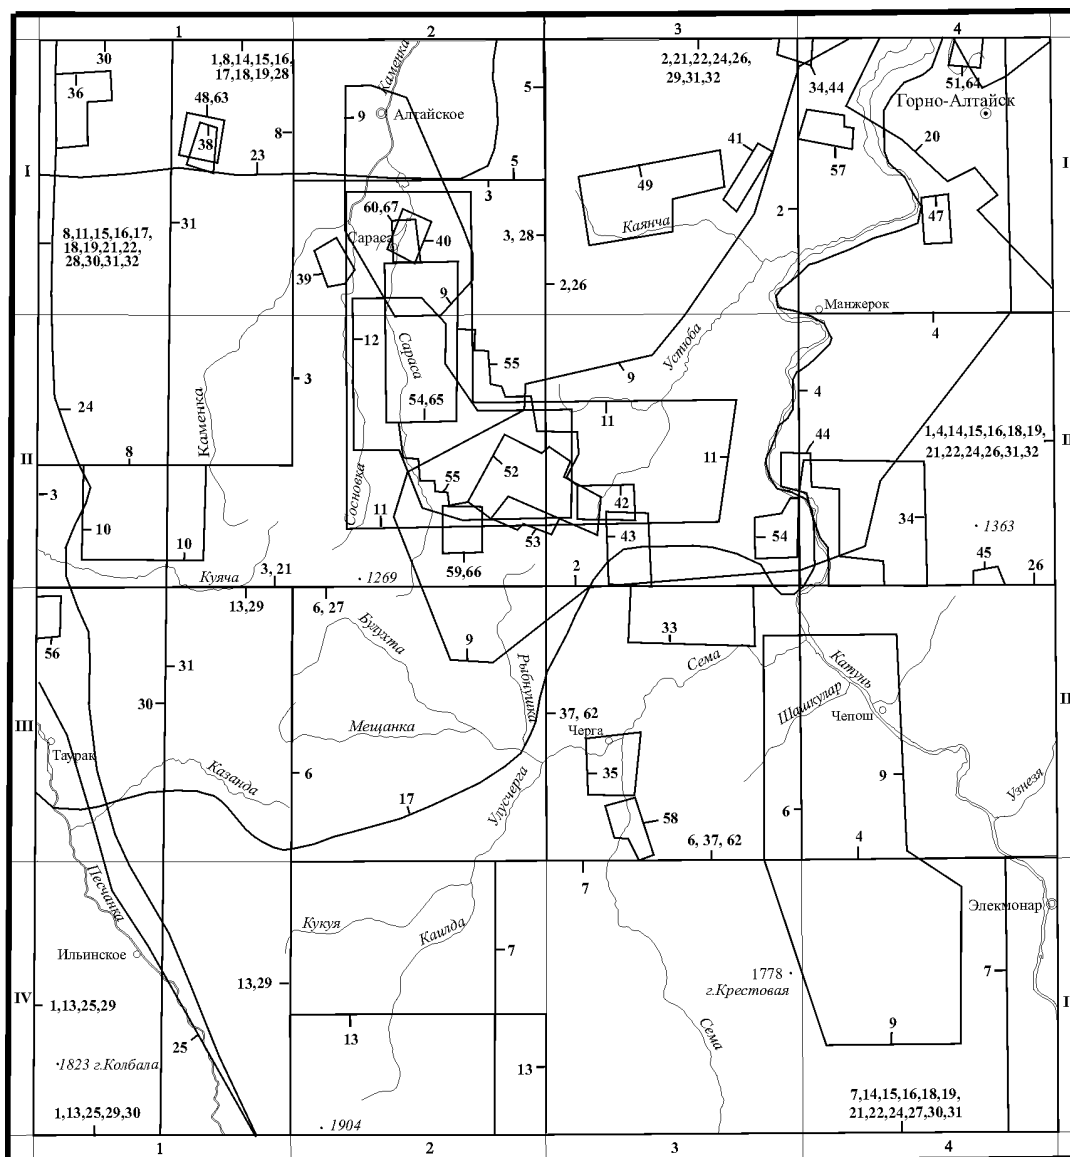 1
2
3
4
30
1,8,14,15,16,
17,18,19,28
2,21,22,24,26,
29,31,32
36
48,63
38
8
23
Каменка
9
Алтайское
5
5
3
34,44
51,64
Горно-Алтайск
20
41
57
49
Каянча
2
47
I
I
8,11,15,16,17,
18,19,21,22,
28,30,31,32
31
60,67
Сараса
40
39
3, 28
2,26
9
Манжерок
4
12
Сараса
55
Устюба
9
3
24
Каменка
54,65
11
4
1,4,14,15,16,18,19,
21,22,24,26,31,32
44
II
II
8
3
10
10
Сосновка
11
55
52
53
59,66
11
42
43
54
34
1363
45
26
Куяча
3, 21
1269
2
13,29
6, 27
Булухта
9
Рыбнушка
33
Сема
Катунь
Шашкулар
Чепош
56
31
30
III
II
Таурак
Казанда
Мещанка
37, 62
Черга
6
17
Улусчерга
35
58
6, 37, 62
6
9
4
Узнезя
7
Песчанка
Ильинское
Кукуя
Каилда
7
Элекмонар
13,29
1778
г.Крестовая
7
IV
I
1,13,25,29
25
13
Сема
9
1823 г.Колбала
13
7,14,15,16,18,19,
21,22,24,27,30,31
1,13,25,29,30
1904
1
2
3
4